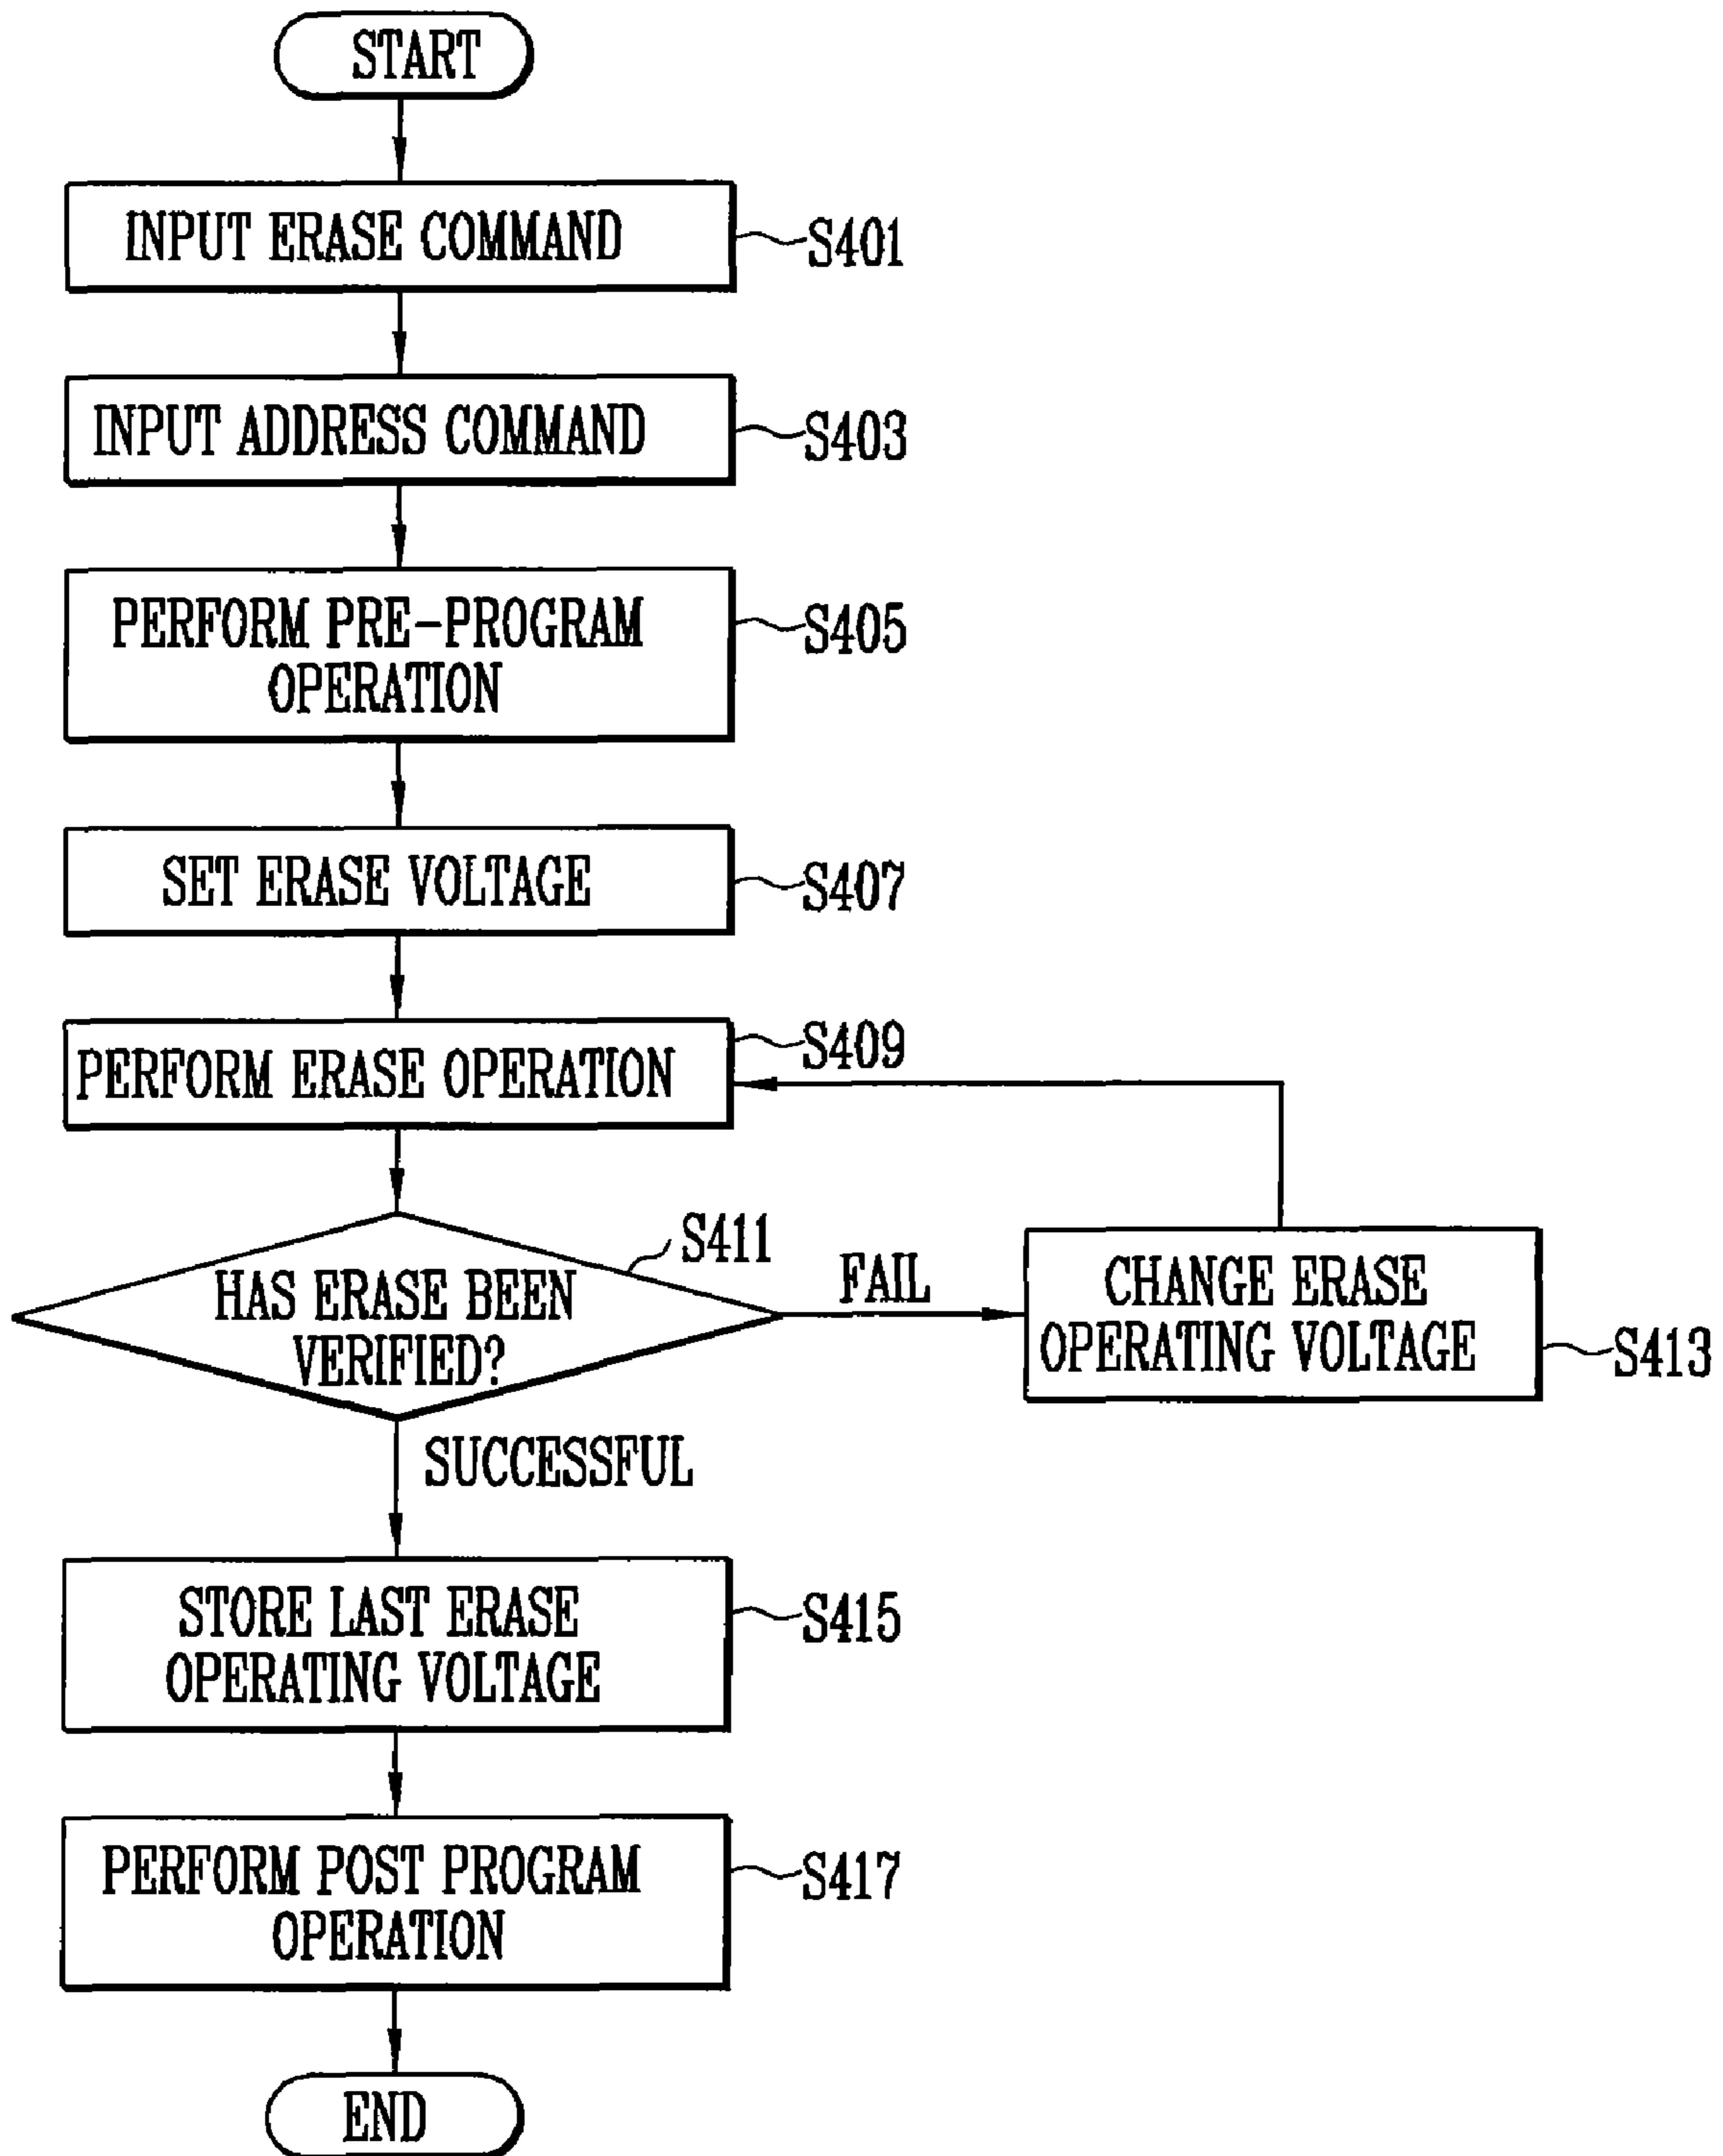 START
INPUT ERASE COMMAND
S401
INPUT ADDRESS COMMAND
S403
PERFORM PRE-PROGRAM
OPERATION
S405
SET ERASE VOLTAGE
S407
PERFORM ERASE OPERATION
S409
HAS ERASE BEEN
VERIFIED?
S411
FAIL
CHANGE ERASE
OPERATING VOLTAGE
S413
SUCCESSFUL
STORE LAST ERASE
OPERATING VOLTAGE
S415
PERFORM POST PROGRAM
OPERATION
S417
END